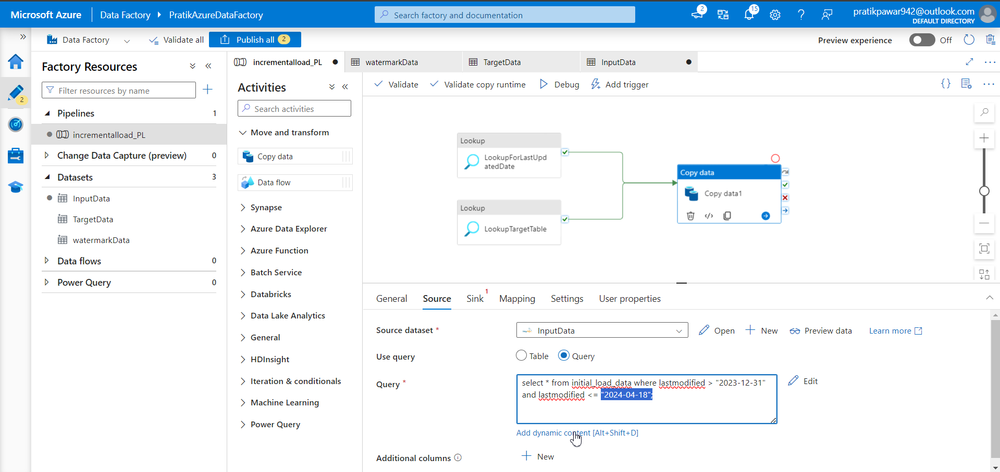 Microsoft Azure
Data Factory
PratikAzureDataFactory
Search factory and documentation
2
15
pratikpawar942@outlook.com
DEFAULT DIRECTORY
Data Factory
Validate all
Publish all
2
Preview experience
Off
2
Factory Resources
Filter resources by name
Pipelines
1
incrementalload_PL
Change Data Capture (preview)
0
Datasets
3
InputData
TargetData
watermarkData
Data flows
0
Power Query
0
incrementalload_PL
watermarkData
TargetData
InputData
Activities
Search activities
Move and transform
Copy data
Data flow
Synapse
Azure Data Explorer
Azure Function
Batch Service
Databricks
Data Lake Analytics
General
HDInsight
Iteration & conditionals
Machine Learning
Power Query
Validate
Validate copy runtime
Debug
Add trigger
Lookup
LookupForLastUpd
atedDate
Lookup
LookupTargetTable
Copy data
Copy data1
General
Source
Sink
1
Mapping
Settings
User properties
Source dataset *
InputData
Open
New
Preview data
Learn more
Use query
Table
Query
Query *
select * from initial_load_data where lastmodified > "2023-12-31"
and lastmodified <= "2024-04-18";
Edit
Add dynamic content [Alt+Shift+D]
Additional columns
New